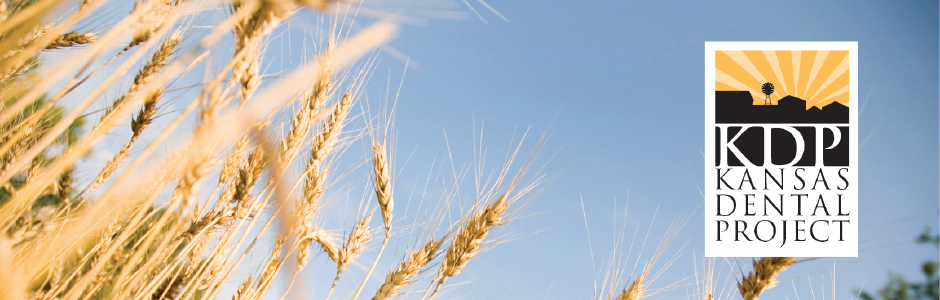 KDP
KANSAS
DENTAL
PROJECT